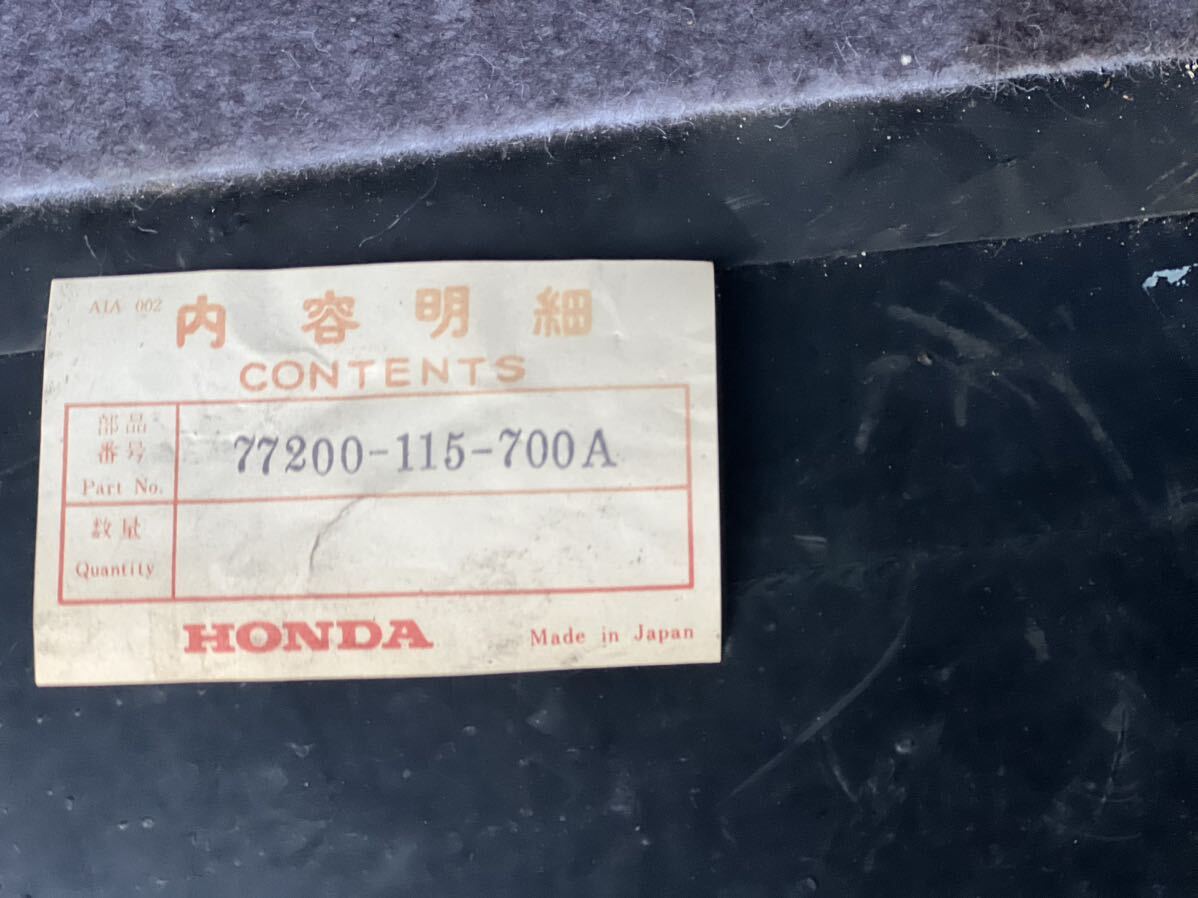 A1A 002
内容明細
CONTENTS
部品
番号
Part No.
77200-115-700A
数量
Quantity
HONDA
Made in Japan